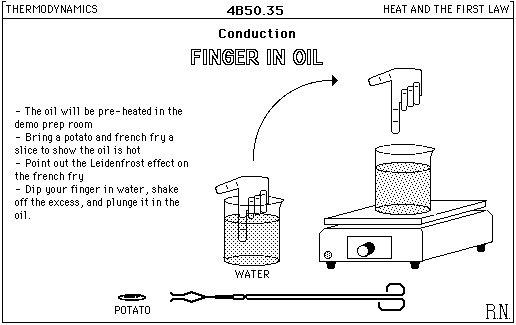 THERMODYNAMICS
4B50.35
HEAT AND THE FIRST LAW
Conduction
FINGER IN OIL
- The oil will be pre-heated in the
demo prep room
- Bring a potato and french fry a
slice to show the oil is hot
- Point out the Leidenfrost effect on
the french fry
- Dip your finger in water, shake
off the excess, and plunge it in the
oil.
WATER
POTATO
R.N.